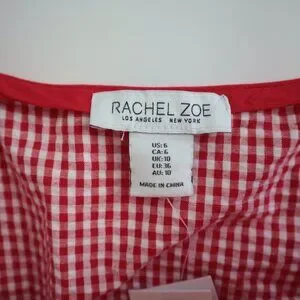 RACHEL ZOE
LOS ANGELES NEW YORK
US: 6
CA: 6
UK: 10
EU: 36
AU: 10
MADE IN CHINA